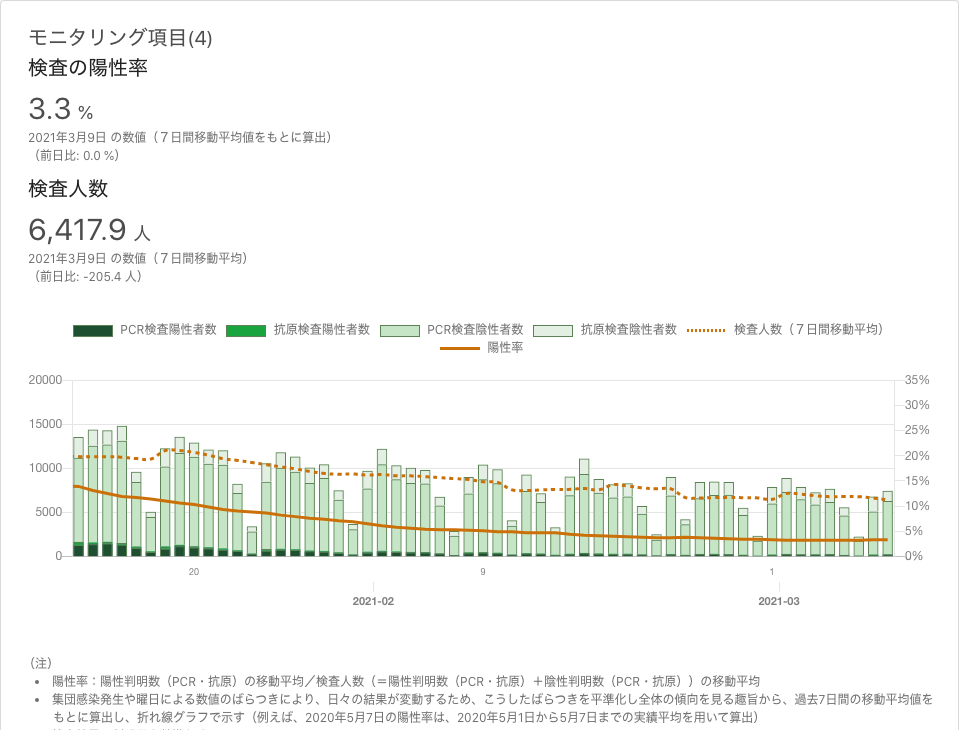 モニタリング項目(4)
検査の陽性率
3.3 %
2021年3月9日 の数値（７日間移動平均値をもとに算出）
（前日比: 0.0 %）
検査人数
6,417.9 人
2021年3月9日 の数値（７日間移動平均）
（前日比: -205.4 人）
PCR検査陽性者数 抗原検査陽性者数 PCR検査陰性者数 抗原検査陰性者数 検査人数（７日間移動平均）
陽性率
20000 35%
30%
15000 25%
20%
10000 15%
10%
5000 5%
0 0%
20 9 1
2021-02 2021-03
（注）
• 陽性率：陽性判明数（PCR・抗原）の移動平均／検査人数（＝陽性判明数（PCR・抗原）＋陰性判明数（PCR・抗原））の移動平均
• 集団感染発生や曜日による数値のばらつきにより、日々の結果が変動するため、こうしたばらつきを平準化し全体の傾向を見る趣旨から、過去7日間の移動平均値を
もとに算出し、折れ線グラフで示す（例えば、2020年5月7日の陽性率は、2020年5月1日から5月7日までの実績平均を用いて算出）